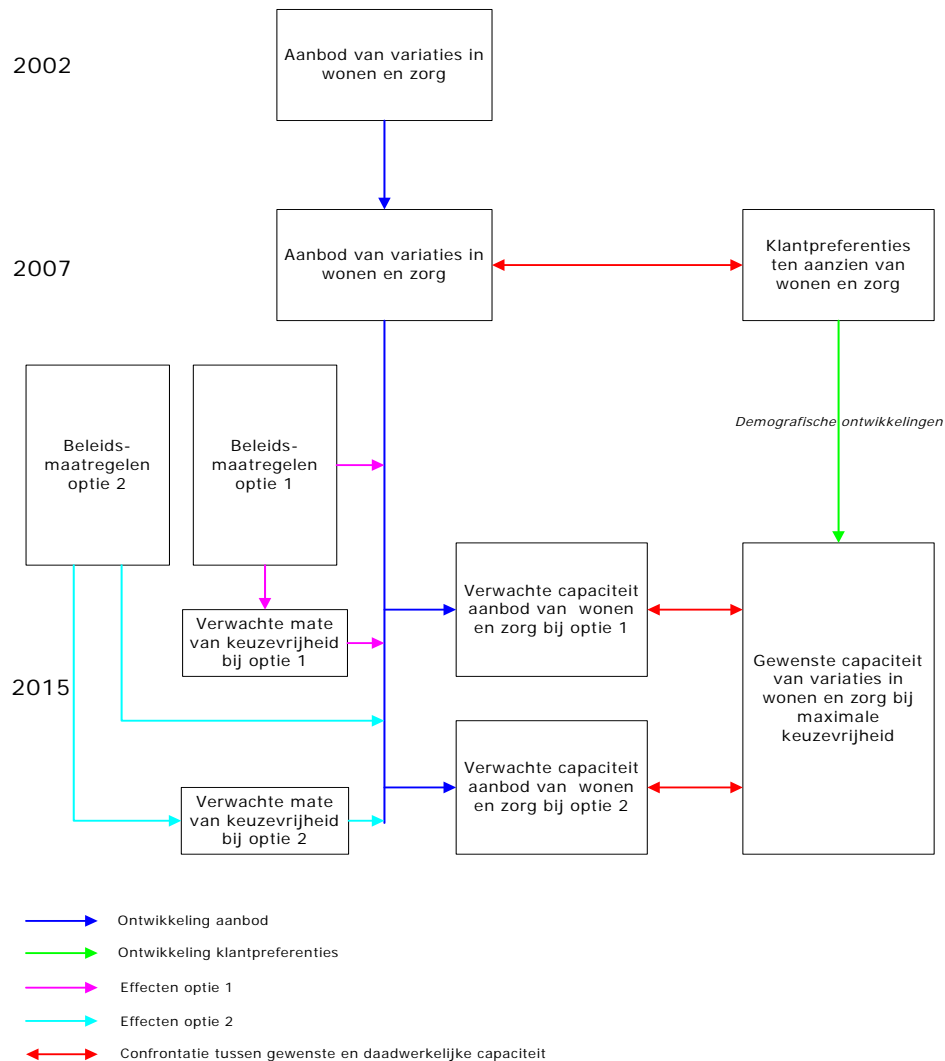 2002
Aanbod van variaties in
wonen en zorg
2007
Aanbod van variaties in
wonen en zorg
Klantpreferenties
ten aanzien van
wonen en zorg
Demografische ontwikkelingen
Beleids-
maatregelen
optie 2
Beleids-
maatregelen
optie 1
Verwachte mate
van keuzevrijheid
bij optie 1
Verwachte capaciteit
aanbod van wonen
en zorg bij optie 1
2015
Gewenste capaciteit
van variaties in
wonen en zorg bij
maximale
keuzevrijheid
Verwachte mate
van keuzevrijheid
bij optie 2
Verwachte capaciteit
aanbod van wonen
en zorg bij optie 2
Ontwikkeling aanbod
Ontwikkeling klantpreferenties
Effecten optie 1
Effecten optie 2
Confrontatie tussen gewenste en daadwerkelijke capaciteit